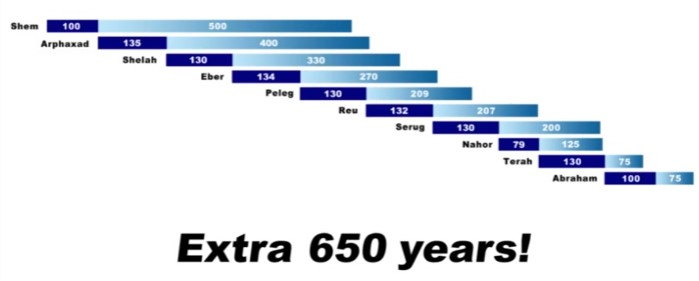 Shem 100 500
Arphaxad 135 400
Shelah 130 330
Eber 134 270
Peleg 130 209
Reu 132 207
Serug 130 200
Nahor 79 125
Terah 130 75
Abraham 100 75
Extra 650 years!